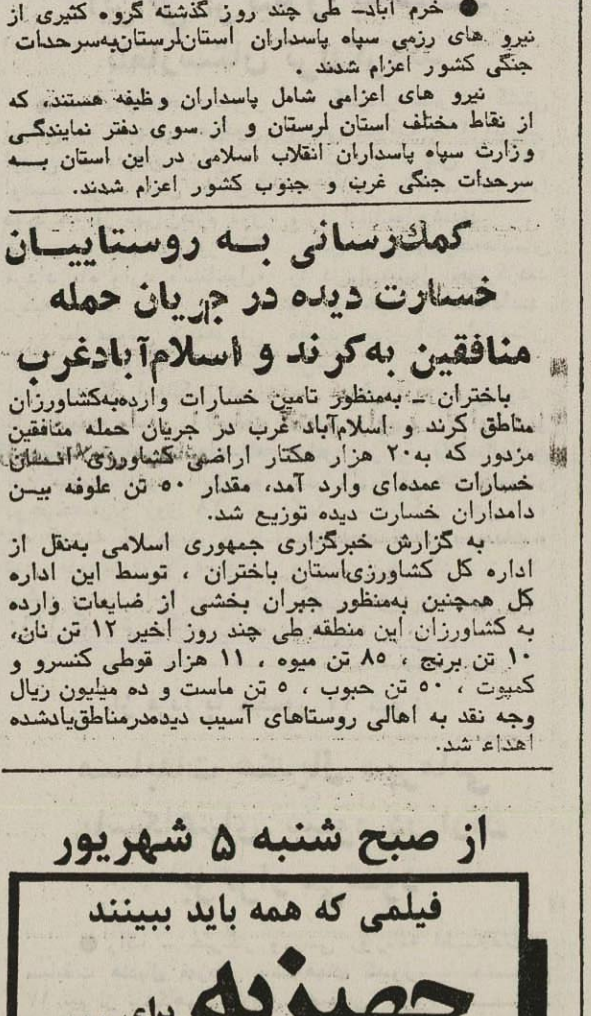 ● خرم آباد- طی چند روز گذشته گروه کثیری از
نیرو های رزمی سپاه پاسداران استان‌لرستان‌به‌سرحدات
جنگی کشور اعزام شدند .
نیرو های اعزامی شامل پاسداران وظیفه هستند، که
از نقاط مختلف استان لرستان و از سوی دفتر نمایندگی
وزارت سپاه پاسداران انقلاب اسلامی در این استان به
سرحدات جنگی غرب و جنوب کشور اعزام شدند.
کمک‌رسانی به روستاییان
خسارت دیده در جریان حمله
منافقین به‌کرند و اسلام‌آبادغرب
باختران - به‌منظور تامین خسارات وارده‌به‌کشاورزان
مناطق کرند و اسلام‌آباد غرب در جریان حمله منافقین
مزدور که به۲۰ هزار هکتار اراضی کشاورزی
خسارات عمده‌ای وارد آمد، مقدار ۵۰ تن علوفه بین
دامداران خسارت دیده توزیع شد.
به گزارش خبرگزاری جمهوری اسلامی به‌نقل از
اداره کل کشاورزی‌استان باختران ، توسط این اداره
کل همچنین به‌منظور جبران بخشی از ضایعات وارده
به کشاورزان این منطقه طی چند روز اخیر ۱۲ تن نان،
۱۰ تن برنج ، ۸۵ تن میوه ، ۱۱ هزار قوطی کنسرو و
کمپوت ، ۵۰ تن حبوب ، ۵ تن ماست و ده میلیون ریال
وجه نقد به اهالی روستاهای آسیب دیده‌درمناطق‌یادشده
اهداء شد.
از صبح شنبه ۵ شهریور
فیلمی که همه باید ببینند
برای